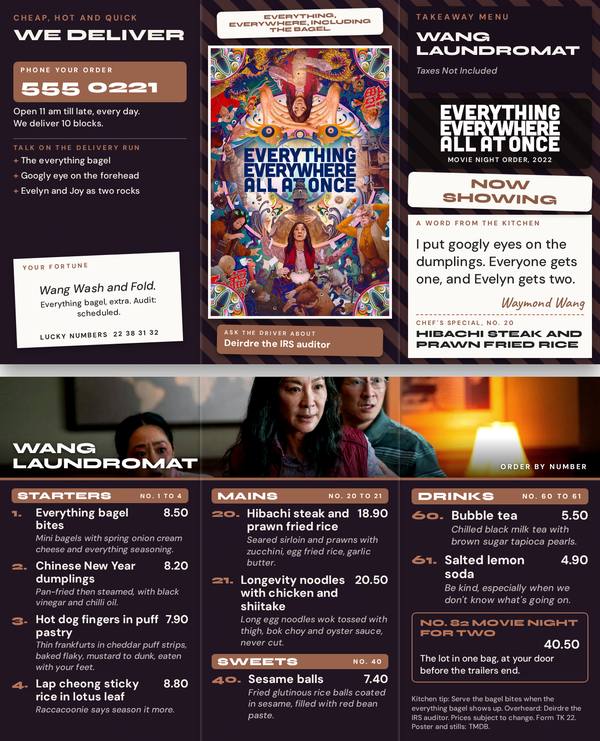 CHEAP, HOT AND QUICK
WE DELIVER
PHONE YOUR ORDER
555 0221
Open 11 am till late, every day.
We deliver 10 blocks.
TALK ON THE DELIVERY RUN
+ The everything bagel
+ Googly eye on the forehead
+ Evelyn and Joy as two rocks
YOUR FORTUNE
Wang Wash and Fold.
Everything bagel, extra. Audit:
scheduled.
LUCKY NUMBERS 22 38 31 32
EVERYTHING,
EVERYWHERE, INCLUDING
THE BAGEL
EVERYTHING
EVERYWHERE
ALL AT ONCE
ASK THE DRIVER ABOUT
Deirdre the IRS auditor
TAKEAWAY MENU
WANG
LAUNDROMAT
Taxes Not Included
EVERYTHING
EVERYWHERE
ALL AT ONCE
MOVIE NIGHT ORDER, 2022
NOW
SHOWING
A WORD FROM THE KITCHEN
I put googly eyes on the
dumplings. Everyone gets
one, and Evelyn gets two.
Waymond Wang
CHEF'S SPECIAL, NO. 20
HIBACHI STEAK AND
PRAWN FRIED RICE
WANG
LAUNDROMAT
ORDER BY NUMBER
STARTERS NO. 1 TO 4
1. Everything bagel 8.50
bites
Mini bagels with spring onion cream
cheese and everything seasoning.
2. Chinese New Year 8.20
dumplings
Pan-fried then steamed, with black
vinegar and chilli oil.
3. Hot dog fingers in puff 7.90
pastry
Thin frankfurts in cheddar puff strips,
baked flaky, mustard to dunk, eaten
with your feet.
4. Lap cheong sticky 8.80
rice in lotus leaf
Raccacoonie says season it more.
MAINS NO. 20 TO 21
20. Hibachi steak and 18.90
prawn fried rice
Seared sirloin and prawns with
zucchini, egg fried rice, garlic
butter.
21. Longevity noodles 20.50
with chicken and
shiitake
Long egg noodles wok tossed with
thigh, bok choy and oyster sauce,
never cut.
SWEETS NO. 40
40. Sesame balls 7.40
Fried glutinous rice balls coated
in sesame, filled with red bean
paste.
DRINKS NO. 60 TO 61
60. Bubble tea 5.50
Chilled black milk tea with
brown sugar tapioca pearls.
61. Salted lemon 4.90
soda
Be kind, especially when we
don't know what's going on.
NO. 82 MOVIE NIGHT
FOR TWO
40.50
The lot in one bag, at your door
before the trailers end.
Kitchen tip: Serve the bagel bites when the
everything bagel shows up. Overheard: Deirdre the
IRS auditor. Prices subject to change. Form TK 22.
Poster and stills: TMDB.